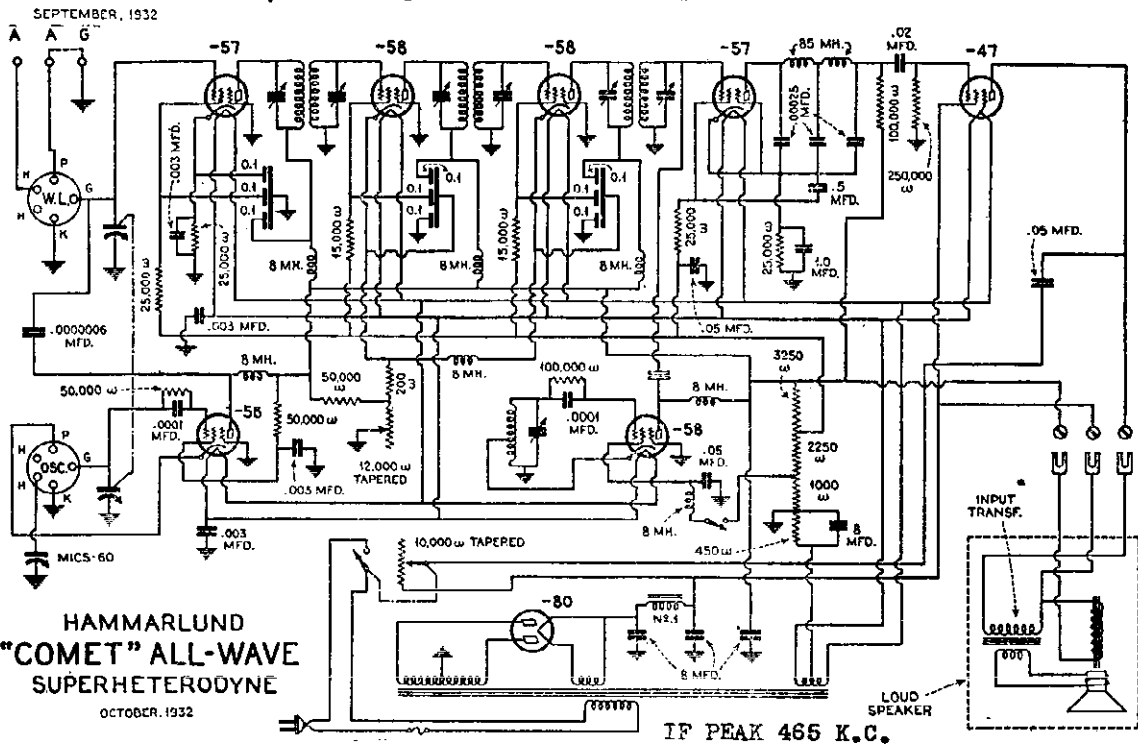 SEPTEMBER, 1932
A A G
-57
-58
-58
-57
85 MH.
.02 MFD.
-47
.003 MFD.
0.1
0.1
0.1
0.1
0.1
0.1
0.1
.00025 MFD.
100,000 ω
250,000 ω
.5 MFD.
H P W.L. G H K
25,000 ω
25,000 ω
8 MH.
15,000 ω
8 MH.
15,000 ω
8 MH.
25,000 ω
25,000 ω
1.0 MFD.
.05 MFD.
.0000006 MFD.
.003 MFD.
.05 MFD.
8 MH.
8 MH.
3250 ω
50,000 ω
50,000 ω
200 ω
100,000 ω
8 MH.
.0001 MFD.
-56
50,000 ω
.0001 MFD.
-58
2250 ω
H P OSC. G H K
.003 MFD.
12,000 ω TAPERED
.05 MFD.
1000 ω
MICS-60
.003 MFD.
8 MH.
450 ω
8 MFD.
INPUT TRANSF.
10,000 ω TAPERED
-80
8 MFD.
HAMMARLUND
"COMET" ALL-WAVE
SUPERHETERODYNE
OCTOBER, 1932
LOUD SPEAKER
IF PEAK 465 K.C.